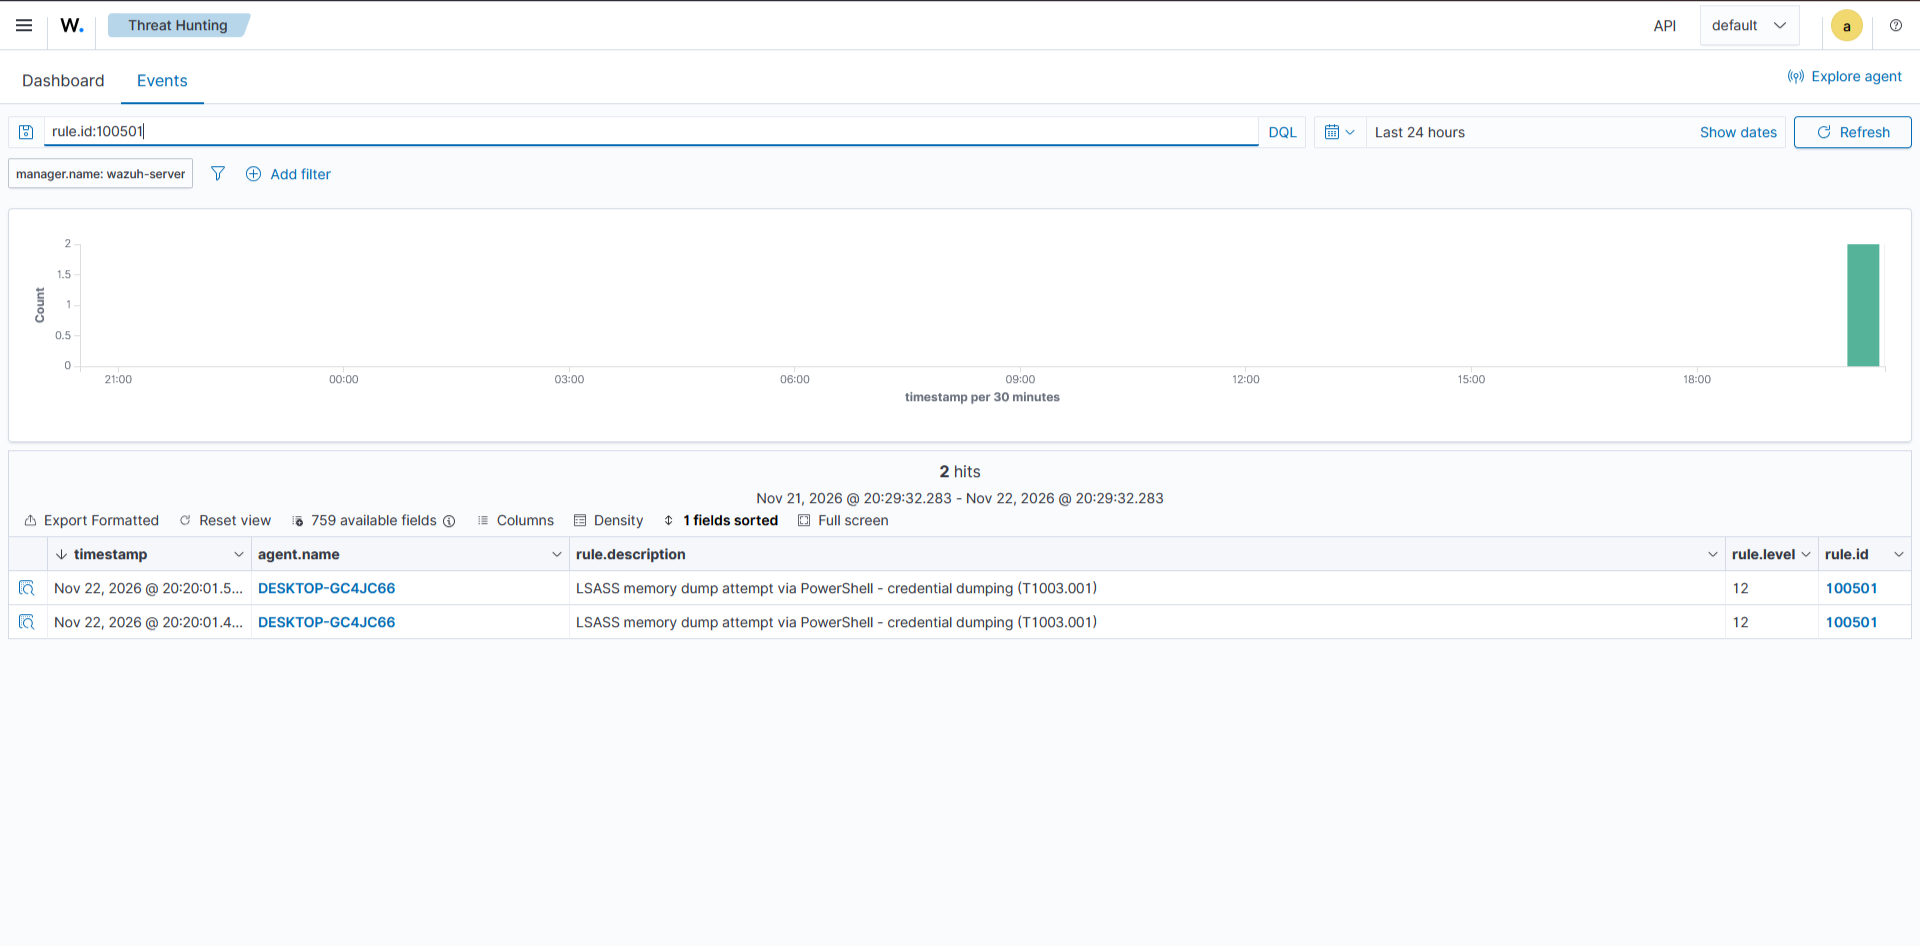 W. Threat Hunting API default a
Dashboard Events Explore agent
rule.id:100501 DQL Last 24 hours Show dates Refresh
manager.name: wazuh-server Add filter
2
1.5
1
0.5
0
Count
21:00 00:00 03:00 06:00 09:00 12:00 15:00 18:00
timestamp per 30 minutes
2 hits
Nov 21, 2026 @ 20:29:32.283 - Nov 22, 2026 @ 20:29:32.283
Export Formatted Reset view 759 available fields Columns Density 1 fields sorted Full screen
timestamp agent.name rule.description rule.level rule.id
Nov 22, 2026 @ 20:20:01.5... DESKTOP-GC4JC66 LSASS memory dump attempt via PowerShell - credential dumping (T1003.001) 12 100501
Nov 22, 2026 @ 20:20:01.4... DESKTOP-GC4JC66 LSASS memory dump attempt via PowerShell - credential dumping (T1003.001) 12 100501